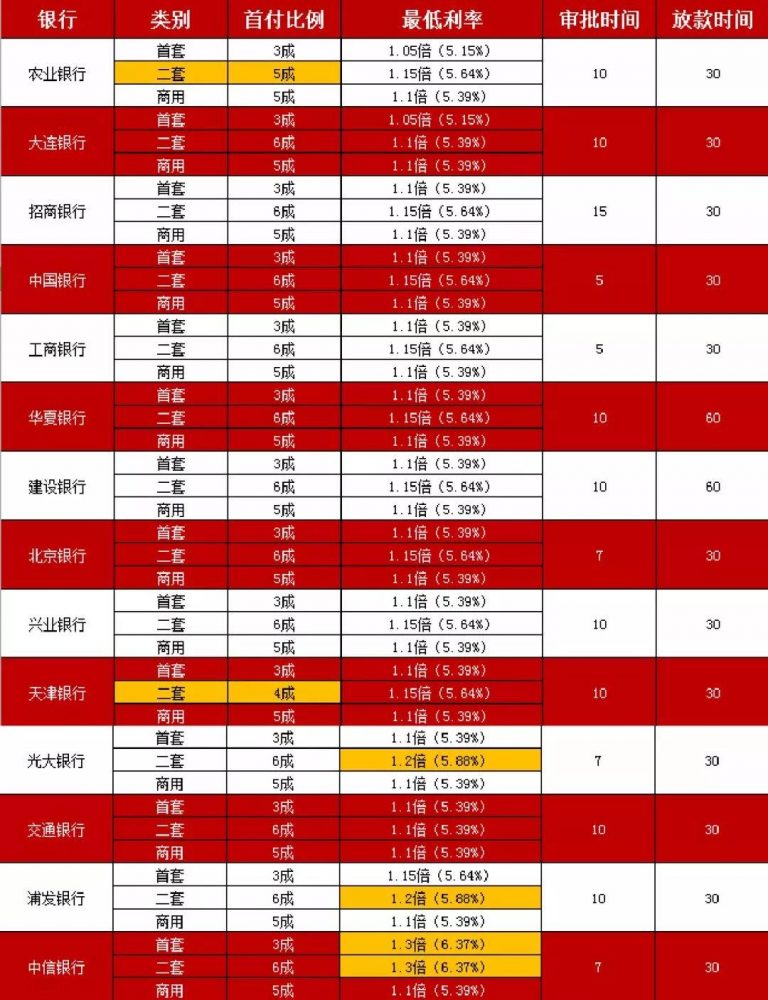 银行 类别 首付比例 最低利率 审批时间 放款时间
首套 3成 1.05倍(5.15%)
农业银行 二套 5成 1.15倍(5.64%) 10 30
商用 5成 1.1倍(5.39%)
首套 3成 1.05倍(5.15%)
大连银行 二套 6成 1.1倍(5.39%) 10 30
商用 5成 1.1倍(5.39%)
首套 3成 1.1倍(5.39%)
招商银行 二套 6成 1.15倍(5.64%) 15 30
商用 5成 1.1倍(5.39%)
首套 3成 1.1倍(5.39%)
中国银行 二套 6成 1.15倍(5.64%) 5 30
商用 5成 1.1倍(5.39%)
首套 3成 1.1倍(5.39%)
工商银行 二套 6成 1.15倍(5.64%) 5 30
商用 5成 1.1倍(5.39%)
首套 3成 1.1倍(5.39%)
华夏银行 二套 6成 1.15倍(5.64%) 10 60
商用 5成 1.1倍(5.39%)
首套 3成 1.1倍(5.39%)
建设银行 二套 6成 1.15倍(5.64%) 10 60
商用 5成 1.1倍(5.39%)
首套 3成 1.1倍(5.39%)
北京银行 二套 6成 1.15倍(5.64%) 7 30
商用 5成 1.1倍(5.39%)
首套 3成 1.1倍(5.39%)
兴业银行 二套 6成 1.15倍(5.64%) 10 30
商用 5成 1.1倍(5.39%)
首套 3成 1.1倍(5.39%)
天津银行 二套 4成 1.15倍(5.64%) 10 30
商用 5成 1.1倍(5.39%)
首套 3成 1.1倍(5.39%)
光大银行 二套 6成 1.2倍(5.88%) 7 30
商用 5成 1.1倍(5.39%)
首套 3成 1.1倍(5.39%)
交通银行 二套 6成 1.1倍(5.39%) 10 30
商用 5成 1.1倍(5.39%)
首套 3成 1.15倍(5.64%)
浦发银行 二套 6成 1.2倍(5.88%) 10 30
商用 5成 1.1倍(5.39%)
首套 3成 1.3倍(6.37%)
中信银行 二套 6成 1.3倍(6.37%) 7 30
商用 5成 1.1倍(5.39%)